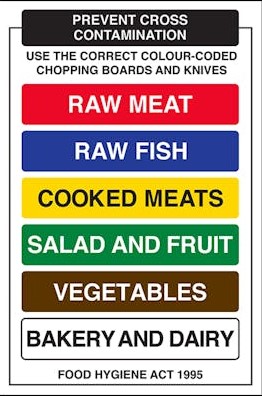 PREVENT CROSS
CONTAMINATION
USE THE CORRECT COLOUR-CODED
CHOPPING BOARDS AND KNIVES
RAW MEAT
RAW FISH
COOKED MEATS
SALAD AND FRUIT
VEGETABLES
BAKERY AND DAIRY
FOOD HYGIENE ACT 1995